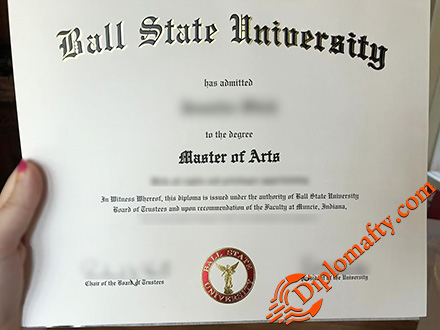 Ball State University
has admitted
to the degree
Master of Arts
In Witness Whereof, this diploma is issued under the authority of Ball State University
Board of Trustees and upon recommendation of the Faculty at Muncie, Indiana,
Chair of the Board of Trustees
of the University
BALL STATE
UNIVERSITY
Diplomafty.com